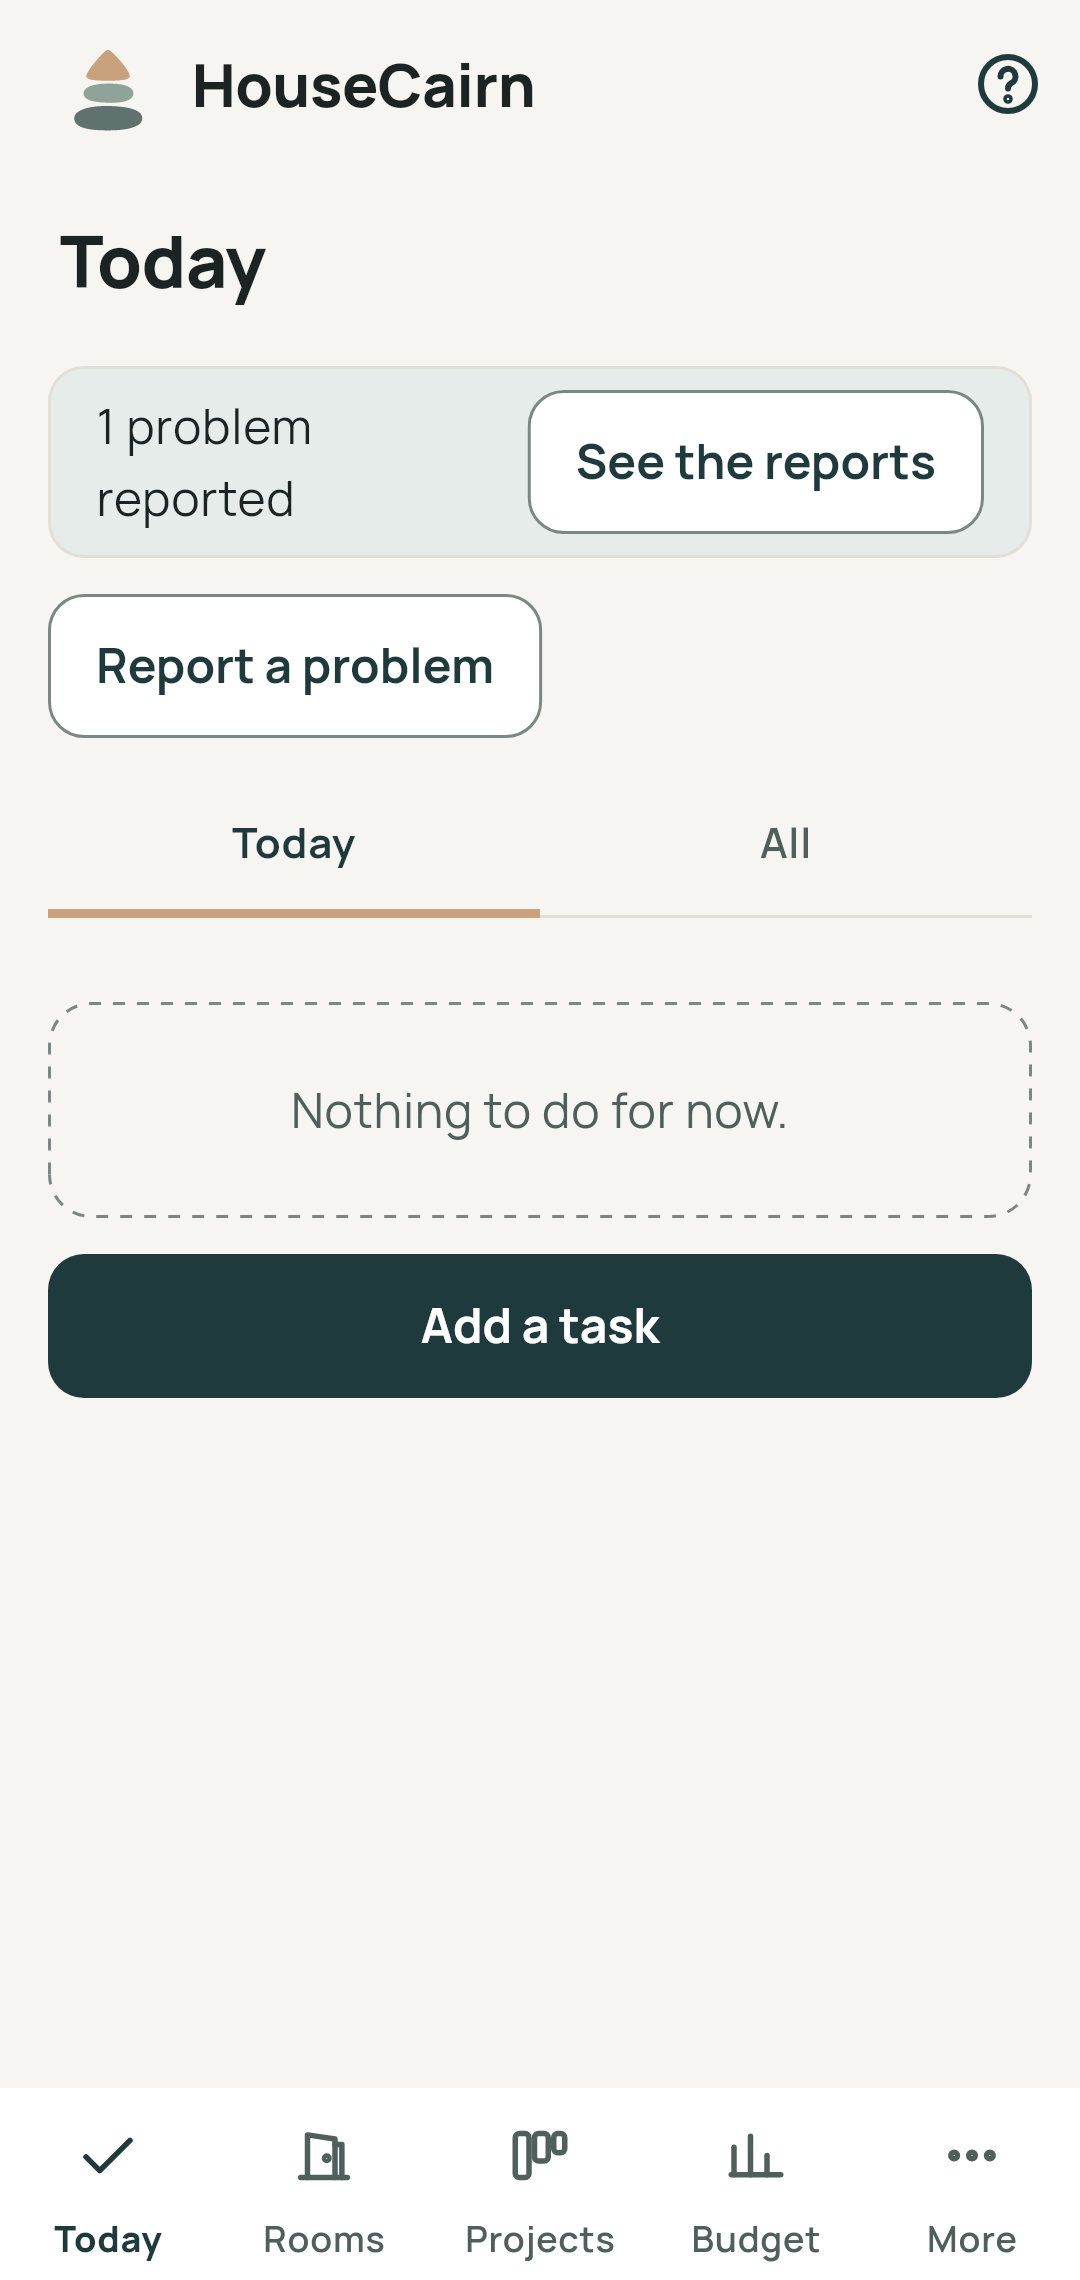 HouseCairn
Today
1 problem
reported
See the reports
Report a problem
Today
All
Nothing to do for now.
Add a task
Today
Rooms
Projects
Budget
More